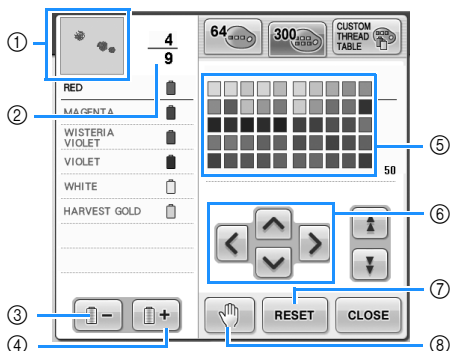 ① 4 64 300 CUSTOM THREAD TABLE
② 9
RED
MAGENTA
WISTERIA VIOLET
VIOLET
WHITE
HARVEST GOLD
⑤
50
⑥
③ - + RESET CLOSE ⑦
④ ⑧